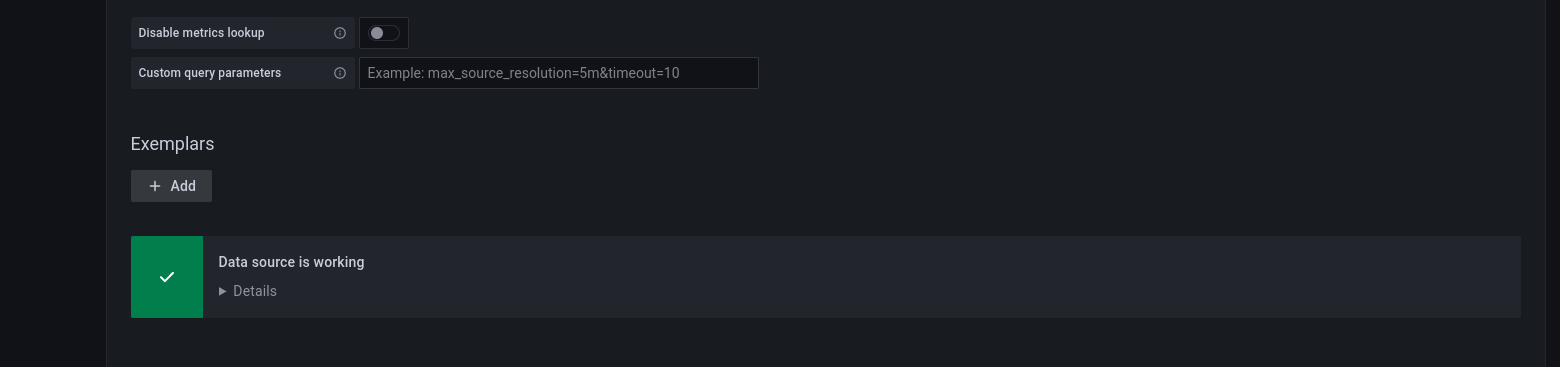 Disable metrics lookup
Custom query parameters
Example: max_source_resolution=5m&timeout=10
Exemplars
Add
Data source is working
Details